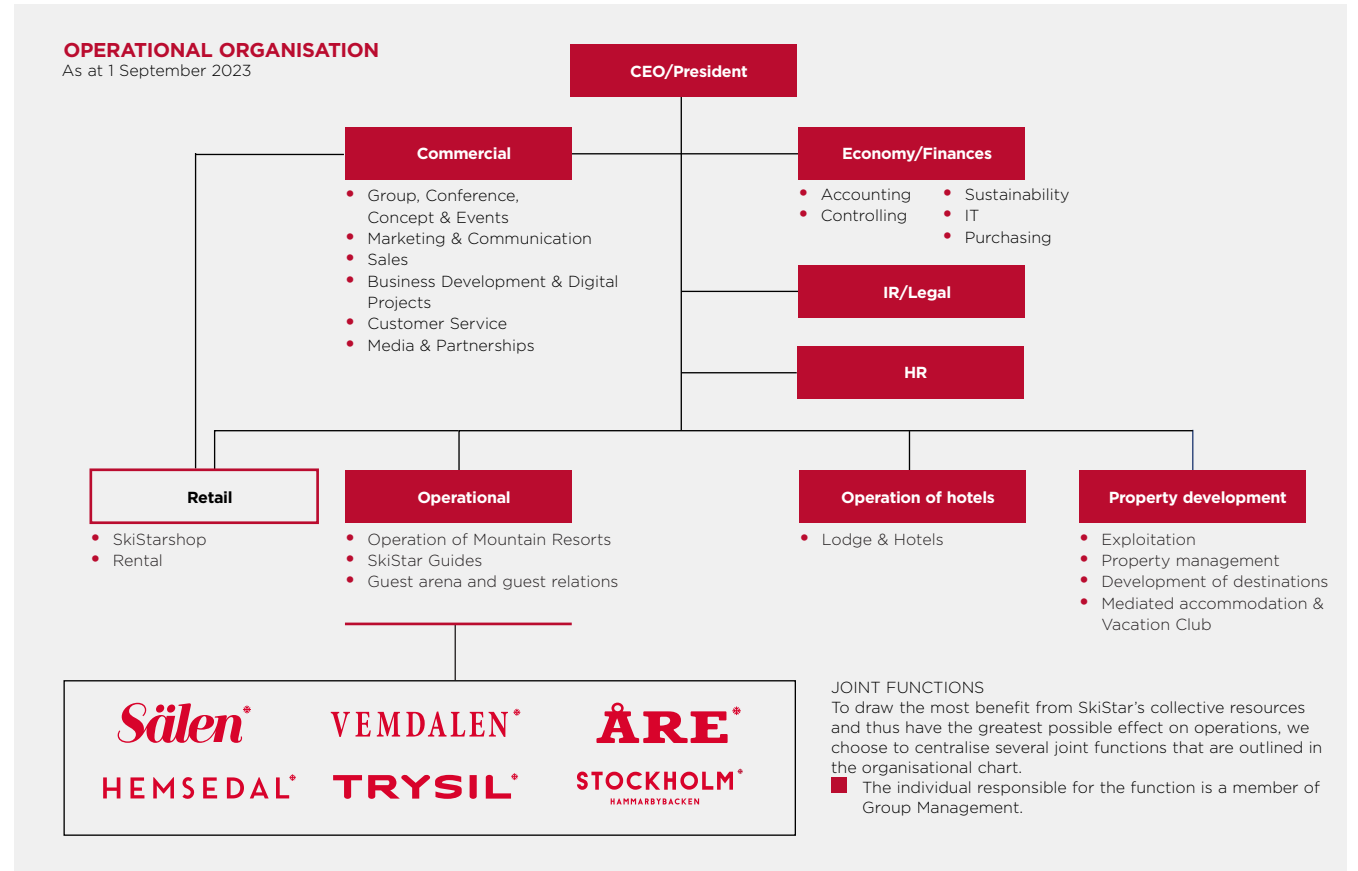 OPERATIONAL ORGANISATION
As at 1 September 2023
CEO/President
Commercial
Group, Conference,
Concept & Events
Marketing & Communication
Sales
Business Development & Digital
Projects
Customer Service
Media & Partnerships
Economy/Finances
Accounting
Controlling
Sustainability
IT
Purchasing
IR/Legal
HR
Retail
SkiStarshop
Rental
Operational
Operation of Mountain Resorts
SkiStar Guides
Guest arena and guest relations
Operation of hotels
Lodge & Hotels
Property development
Exploitation
Property management
Development of destinations
Mediated accommodation &
Vacation Club
Sälen
VEMDALEN
ÅRE
HEMSEDAL
TRYSIL
STOCKHOLM
HAMMARBYBACKEN
JOINT FUNCTIONS
To draw the most benefit from SkiStar’s collective resources
and thus have the greatest possible effect on operations, we
choose to centralise several joint functions that are outlined in
the organisational chart.
The individual responsible for the function is a member of
Group Management.